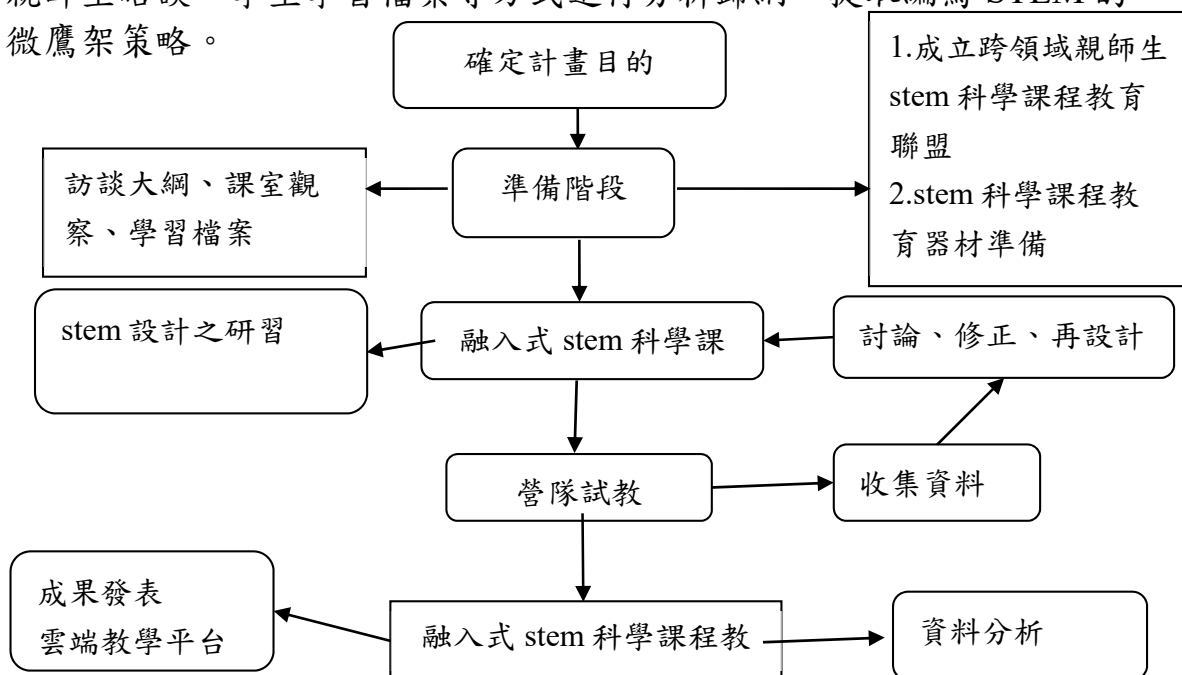 微鷹架策略。
確定計畫目的
1.成立跨領域親師生
stem 科學課程教育
聯盟
2.stem 科學課程教
育器材準備
訪談大綱、課室觀
察、學習檔案
準備階段
stem 設計之研習
融入式 stem 科學課
討論、修正、再設計
營隊試教
收集資料
成果發表
雲端教學平台
融入式 stem 科學課程教
資料分析